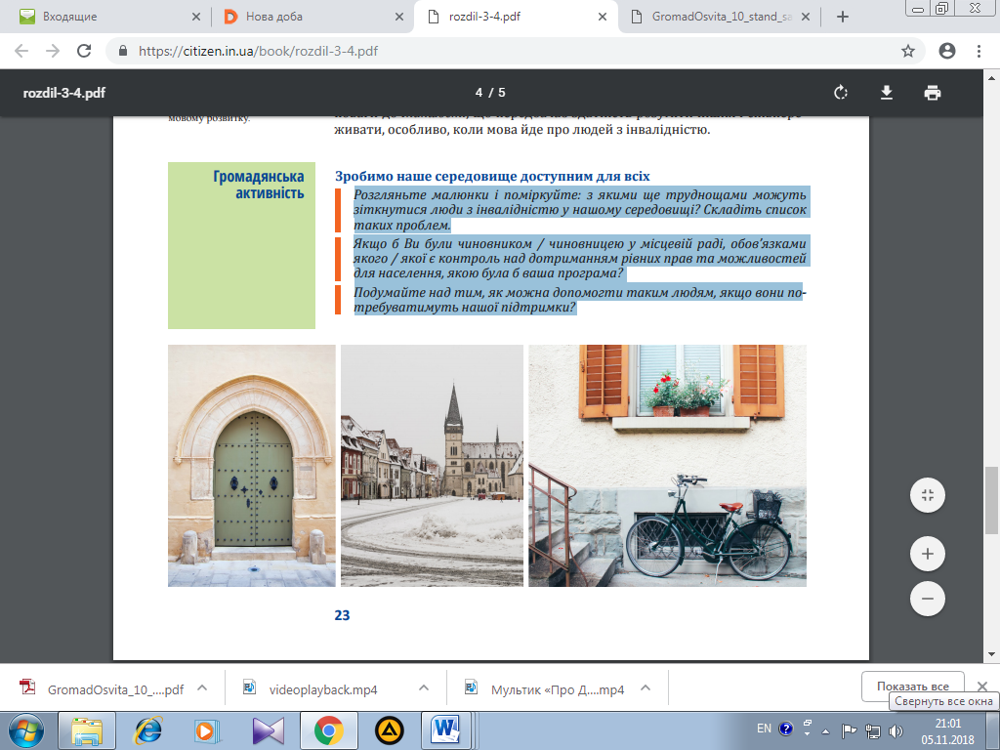 Входящие
Нова доба
rozdil-3-4.pdf
GromadOsvita_10_stand_sa
https://citizen.in.ua/book/rozdil-3-4.pdf
rozdil-3-4.pdf
4 / 5
мовому розвитку.
живати, особливо, коли мова йде про людей з інвалідністю.
Громадянська
активність
Зробимо наше середовище доступним для всіх
Розгляньте малюнки і поміркуйте: з якими ще труднощами можуть
зіткнутися люди з інвалідністю у нашому середовищі? Складіть список
таких проблем.
Якщо б Ви були чиновником / чиновницею у місцевій раді, обов'язками
якого / якої є контроль над дотриманням рівних прав та можливостей
для населення, якою була б ваша програма?
Подумайте над тим, як можна допомогти таким людям, якщо вони по-
требуватимуть нашої підтримки?
23
GromadOsvita_10_....pdf
videoplayback.mp4
Мультик «Про Д....mp4
Показать все
Свернуть все окна
EN
21:01
05.11.2018